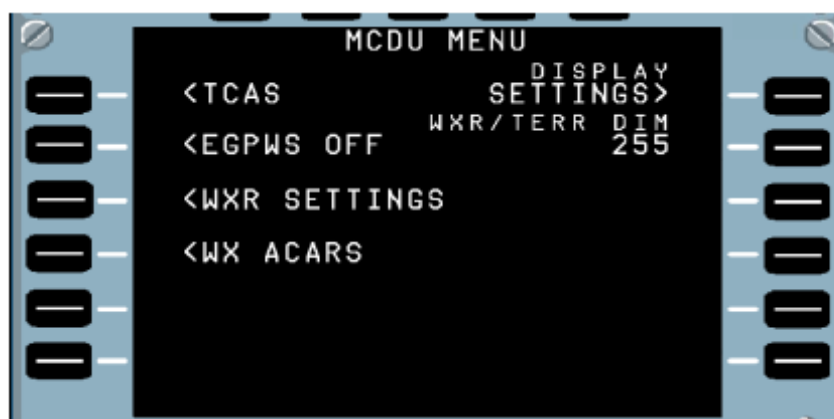 MCDU MENU
DISPLAY
<TCAS SETTINGS>
WXR/TERR DIM
<EGPWS OFF 255
<WXR SETTINGS
<WX ACARS